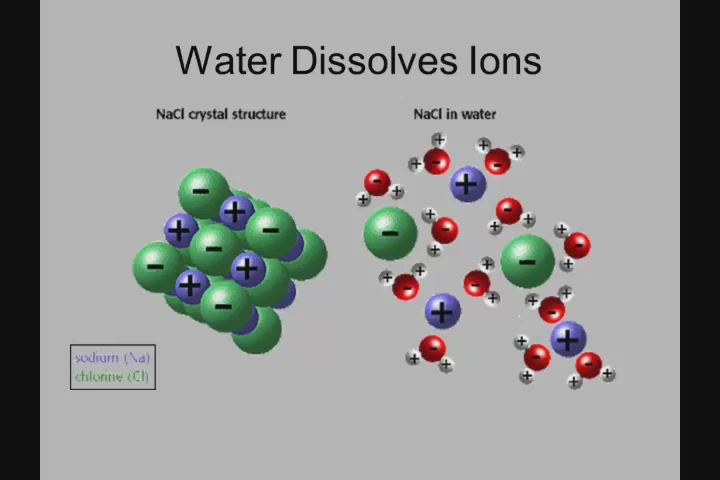 Water Dissolves Ions
NaCl crystal structure
NaCl in water
sodium (Na)
chlorine (Cl)